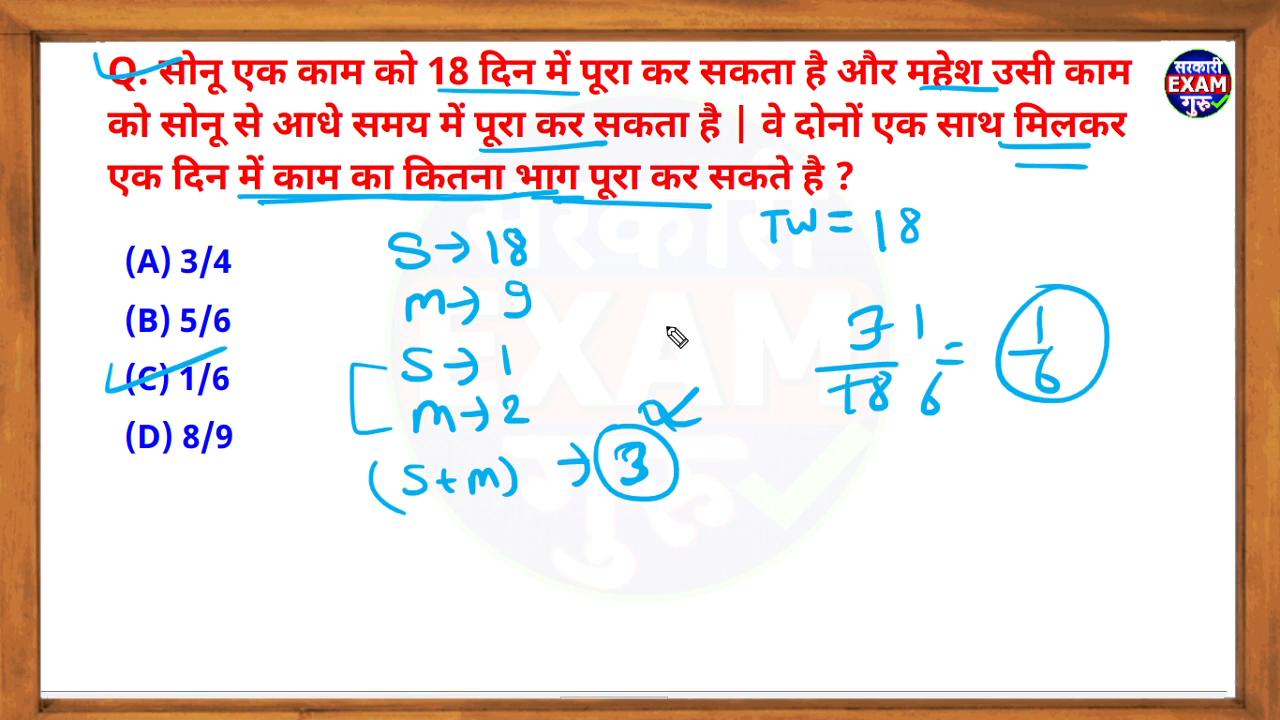 Q. सोनू एक काम को 18 दिन में पूरा कर सकता है और महेश उसी काम
को सोनू से आधे समय में पूरा कर सकता है | वे दोनों एक साथ मिलकर
एक दिन में काम का कितना भाग पूरा कर सकते है ?
सरकारी
EXAM
गुरु
(A) 3/4
(B) 5/6
(C) 1/6
(D) 8/9
TW = 18
S → 18
m → 9
S → 1
m → 2
(S+m) → 3
3 1
18 6 = 1/6
सरकारी
EXAM
गुरु